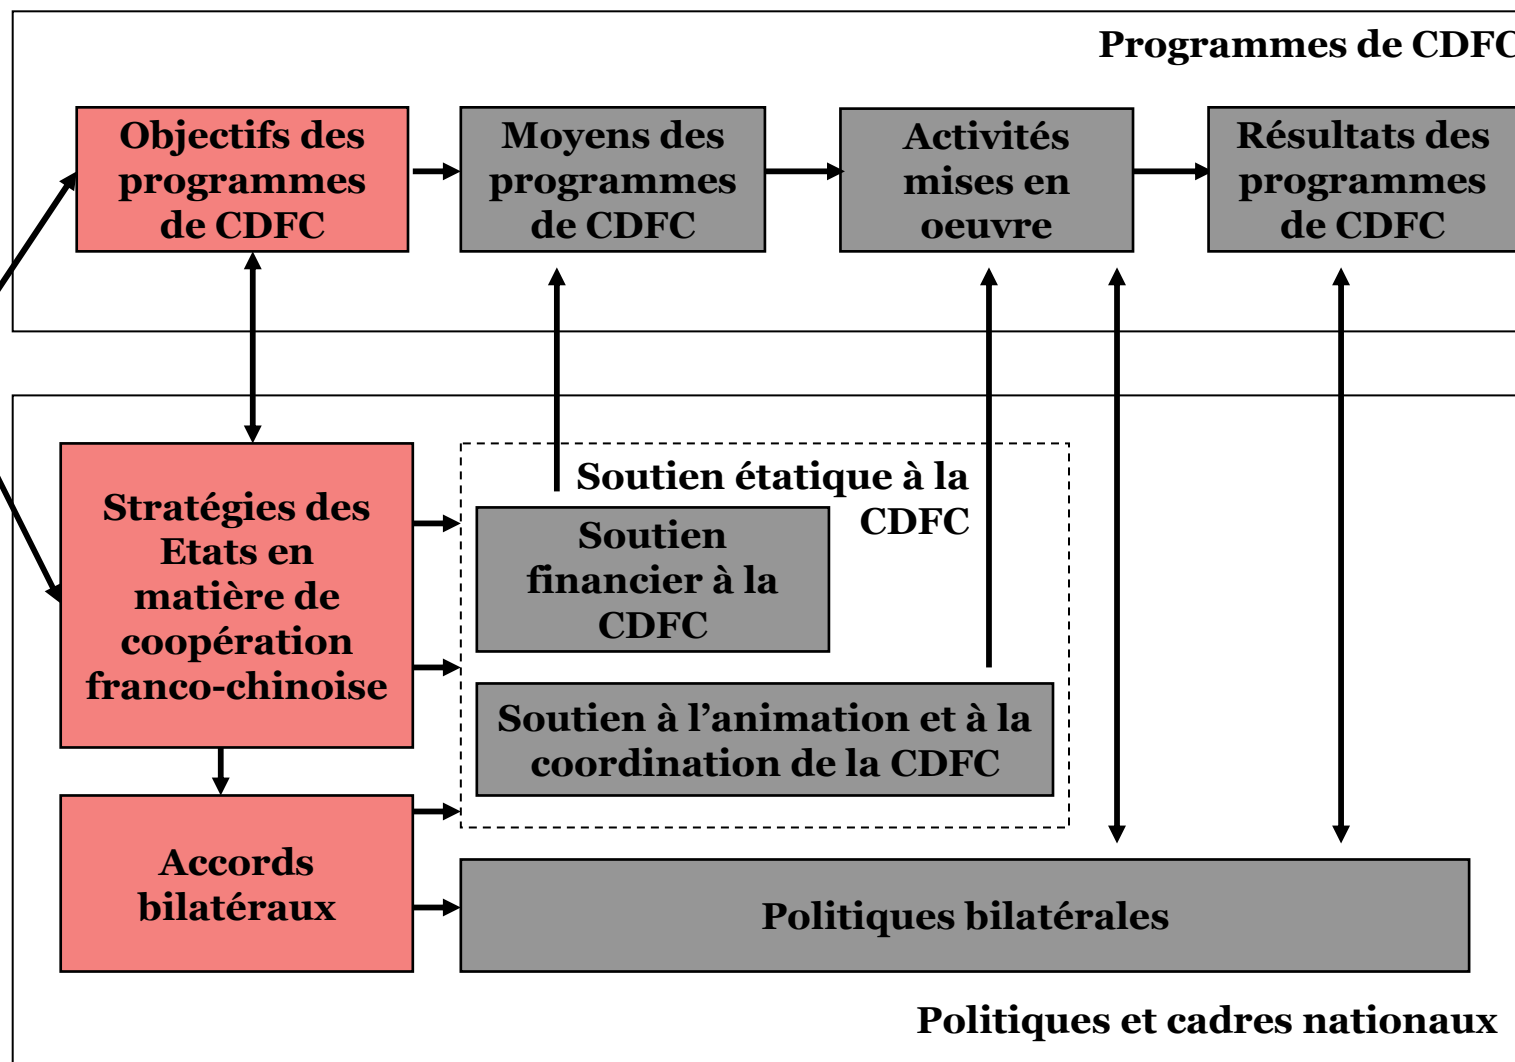 Programmes de CDFC
Objectifs des
programmes
de CDFC
Moyens des
programmes
de CDFC
Activités
mises en
oeuvre
Résultats des
programmes
de CDFC
Stratégies des
Etats en
matière de
coopération
franco-chinoise
Soutien étatique à la
CDFC
Soutien
financier à la
CDFC
Soutien à l’animation et à la
coordination de la CDFC
Accords
bilatéraux
Politiques bilatérales
Politiques et cadres nationaux